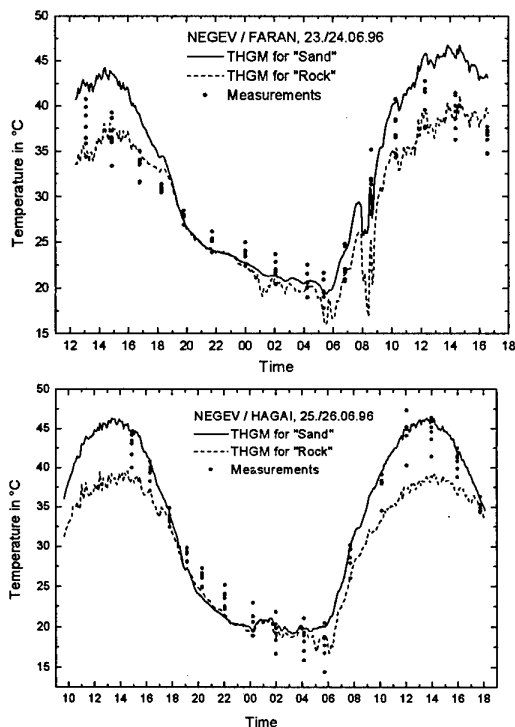 NEGEV / FARAN, 23./24.06.96
THGM for "Sand"
THGM for "Rock"
Measurements
Temperature in °C
50
45
40
35
30
25
20
15
12 14 16 18 20 22 00 02 04 06 08 10 12 14 16 18
Time
NEGEV / HAGAI, 25./26.06.96
THGM for "Sand"
THGM for "Rock"
Measurements
Temperature in °C
50
45
40
35
30
25
20
15
10 12 14 16 18 20 22 00 02 04 06 08 10 12 14 16 18
Time